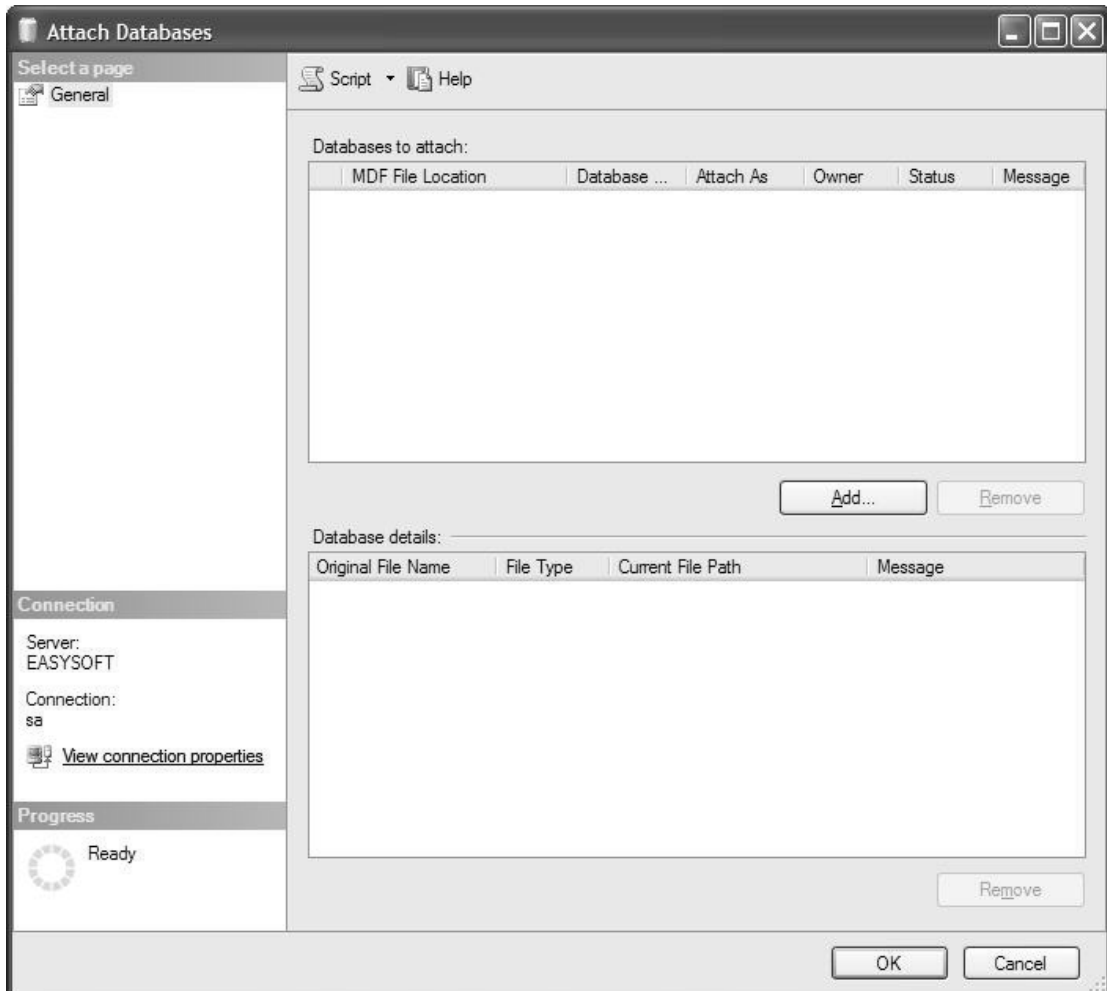 Attach Databases
Select a page
General
Script Help
Databases to attach:
MDF File Location Database ... Attach As Owner Status Message
Add... Remove
Database details:
Original File Name File Type Current File Path Message
Connection
Server:
EASYSOFT
Connection:
sa
View connection properties
Progress
Ready
Remove
OK Cancel